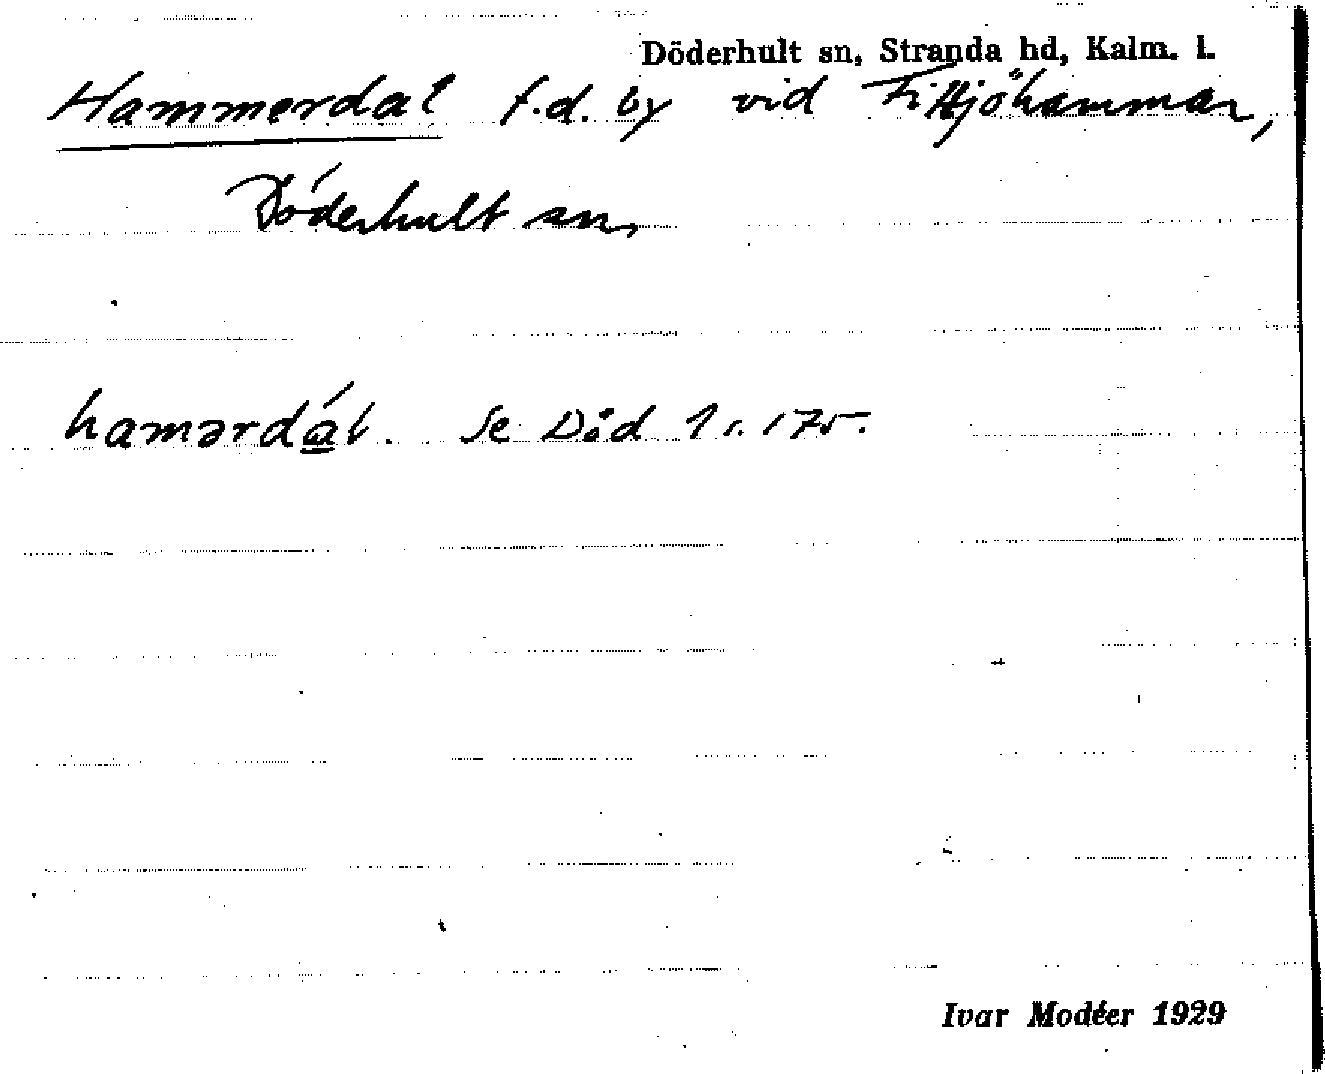 Döderhult sn, Stranda hd, Kalm. l.
Hammerdal f.d. by vid Fittjöhammar,
Döderhult sn,
hamərdál. Se Död 1 s. 175.
Ivar Modéer 1929